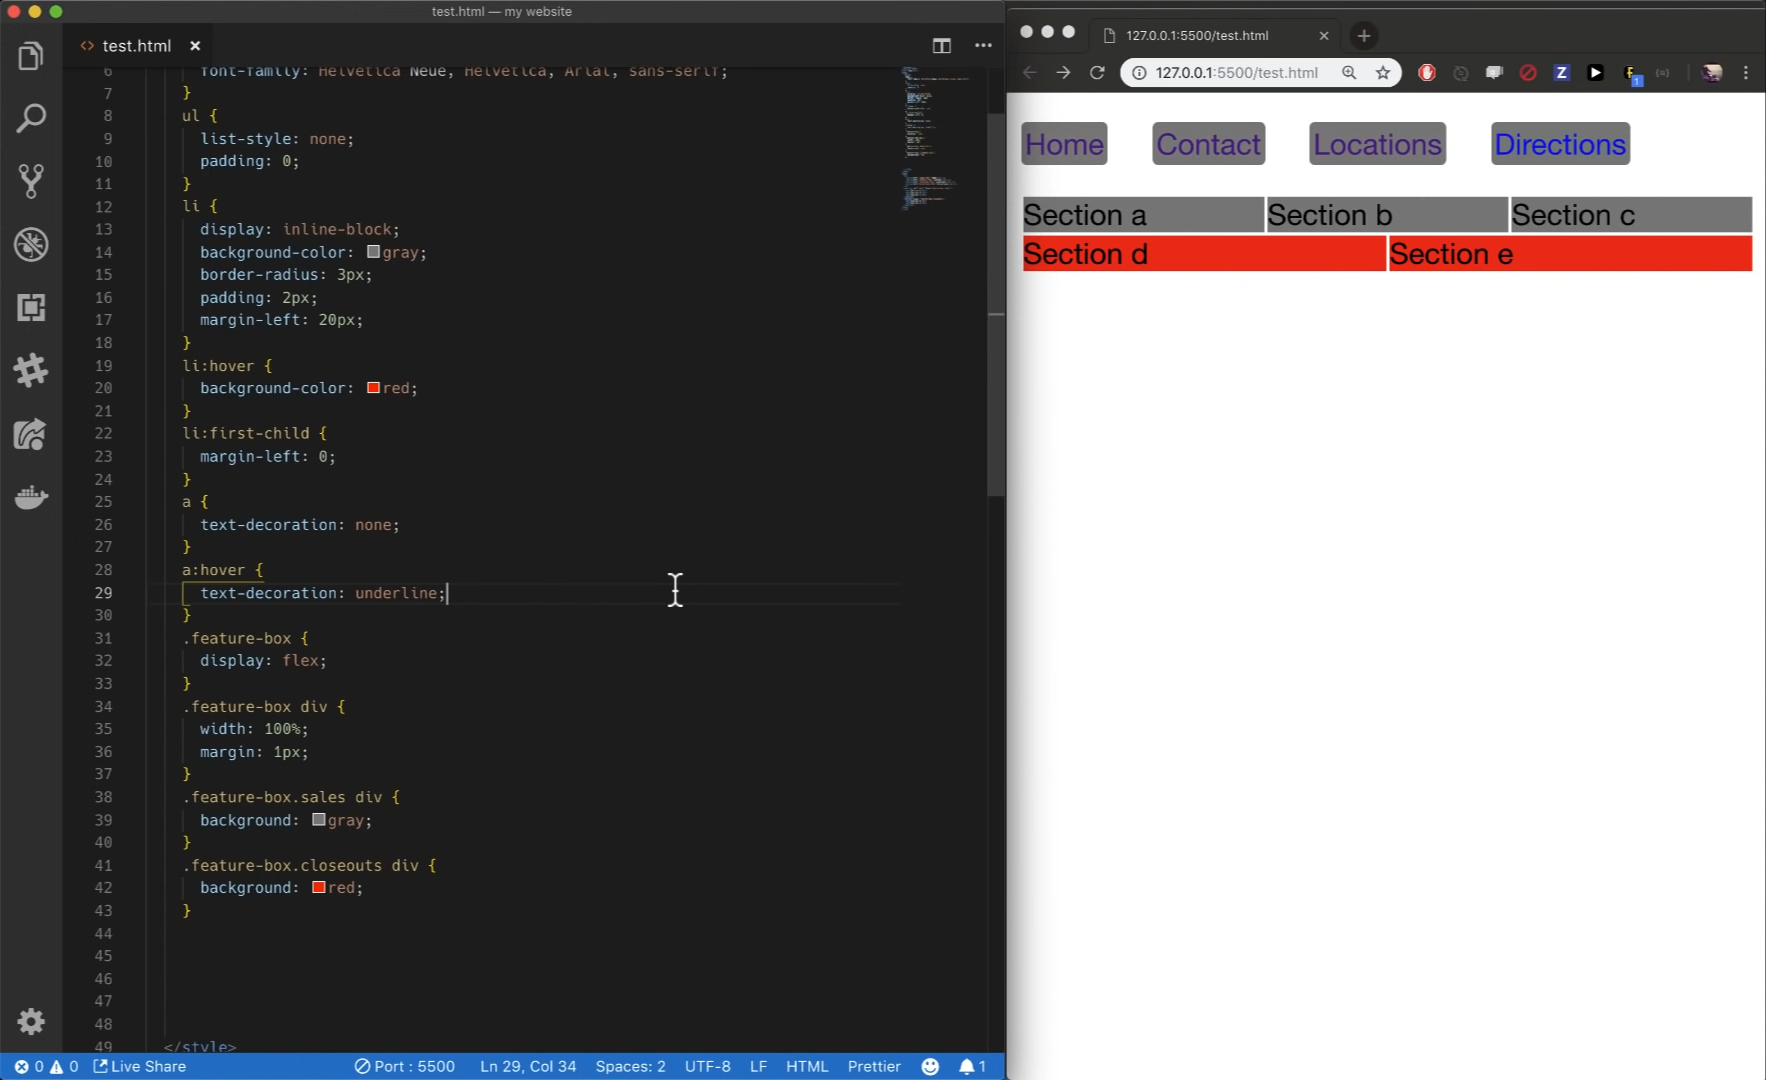 test.html — my website
test.html
6 font-family: Helvetica Neue, Helvetica, Arial, sans-serif;
7 }
8 ul {
9 list-style: none;
10 padding: 0;
11 }
12 li {
13 display: inline-block;
14 background-color: gray;
15 border-radius: 3px;
16 padding: 2px;
17 margin-left: 20px;
18 }
19 li:hover {
20 background-color: red;
21 }
22 li:first-child {
23 margin-left: 0;
24 }
25 a {
26 text-decoration: none;
27 }
28 a:hover {
29 text-decoration: underline;
30 }
31 .feature-box {
32 display: flex;
33 }
34 .feature-box div {
35 width: 100%;
36 margin: 1px;
37 }
38 .feature-box.sales div {
39 background: gray;
40 }
41 .feature-box.closeouts div {
42 background: red;
43 }
44
45
46
47
48
49 </style>
0 0 Live Share Port : 5500 Ln 29, Col 34 Spaces: 2 UTF-8 LF HTML Prettier 1
127.0.0.1:5500/test.html
127.0.0.1:5500/test.html Z 1
Home Contact Locations Directions
Section a Section b Section c
Section d Section e